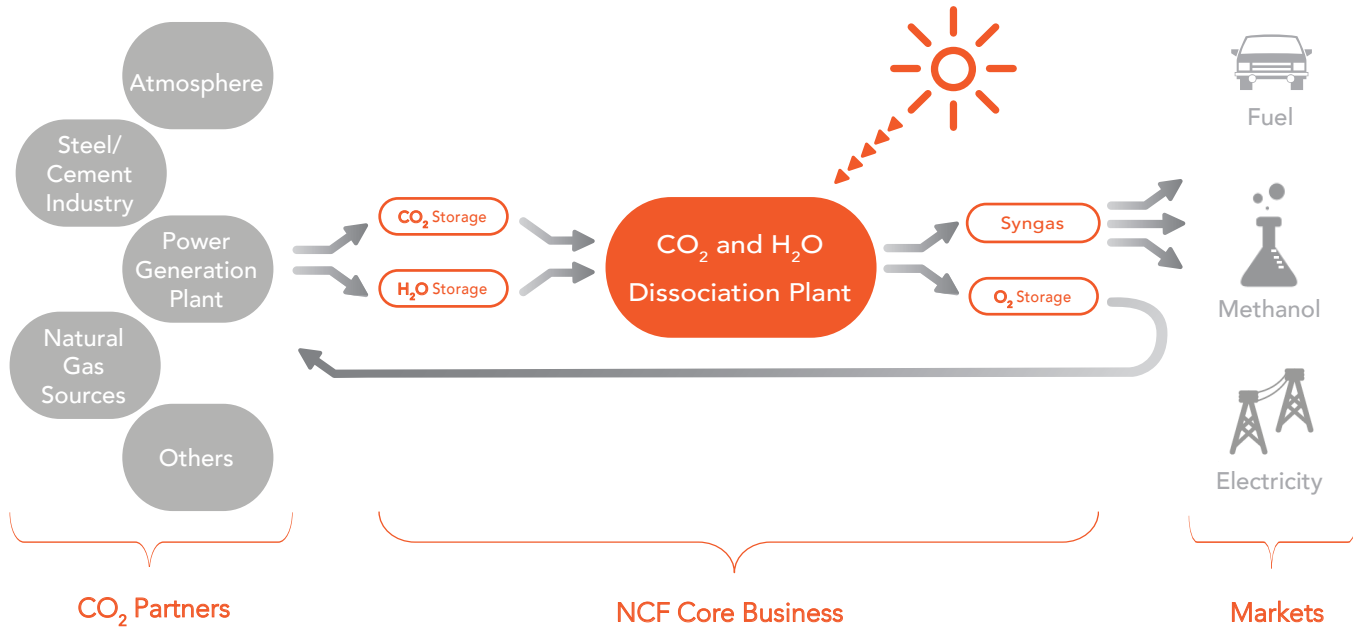 Atmosphere
Steel/
Cement
Industry
Power
Generation
Plant
Natural
Gas
Sources
Others
CO₂ Storage
H₂O Storage
CO₂ and H₂O
Dissociation Plant
Syngas
O₂ Storage
Fuel
Methanol
Electricity
CO₂ Partners
NCF Core Business
Markets